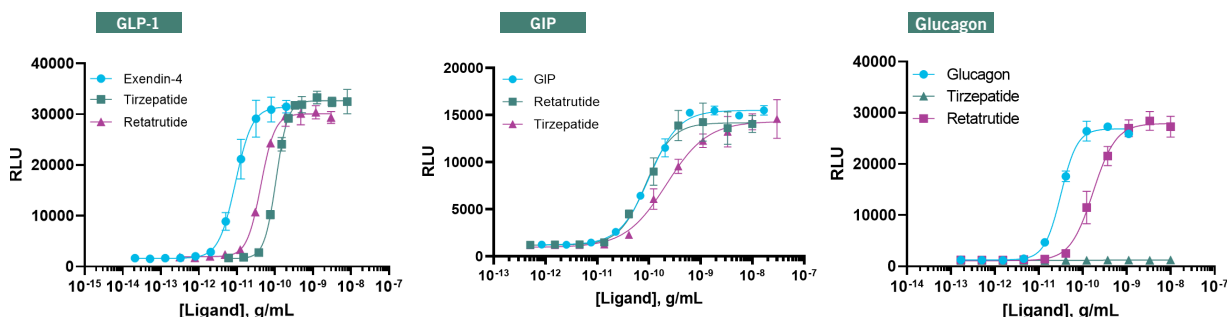 GLP-1
GIP
Glucagon
40000
30000
20000
10000
0
RLU
Exendin-4
Tirzepatide
Retatrutide
10-15 10-14 10-13 10-12 10-11 10-10 10-9 10-8 10-7
[Ligand], g/mL
20000
15000
10000
5000
0
RLU
GIP
Retatrutide
Tirzepatide
10-13 10-12 10-11 10-10 10-9 10-8 10-7
[Ligand], g/mL
40000
30000
20000
10000
0
RLU
Glucagon
Tirzepatide
Retatrutide
10-14 10-13 10-12 10-11 10-10 10-9 10-8 10-7
[Ligand], g/mL